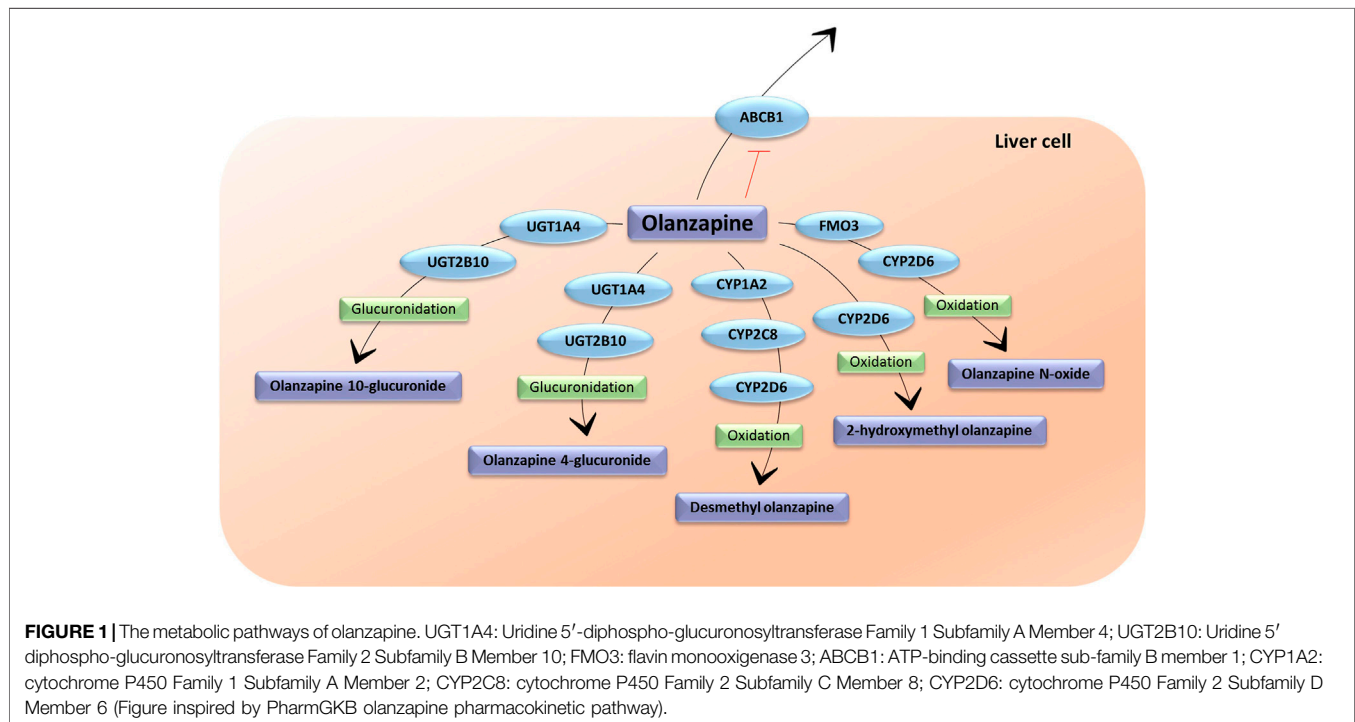 ABCB1
Liver cell
Olanzapine
UGT1A4
UGT2B10
Glucuronidation
Olanzapine 10-glucuronide
UGT1A4
UGT2B10
Glucuronidation
Olanzapine 4-glucuronide
CYP1A2
CYP2C8
CYP2D6
Oxidation
Desmethyl olanzapine
CYP2D6
Oxidation
2-hydroxymethyl olanzapine
FMO3
CYP2D6
Oxidation
Olanzapine N-oxide
FIGURE 1 | The metabolic pathways of olanzapine. UGT1A4: Uridine 5′-diphospho-glucuronosyltransferase Family 1 Subfamily A Member 4; UGT2B10: Uridine 5′
diphospho-glucuronosyltransferase Family 2 Subfamily B Member 10; FMO3: flavin monooxigenase 3; ABCB1: ATP-binding cassette sub-family B member 1; CYP1A2:
cytochrome P450 Family 1 Subfamily A Member 2; CYP2C8: cytochrome P450 Family 2 Subfamily C Member 8; CYP2D6: cytochrome P450 Family 2 Subfamily D
Member 6 (Figure inspired by PharmGKB olanzapine pharmacokinetic pathway).